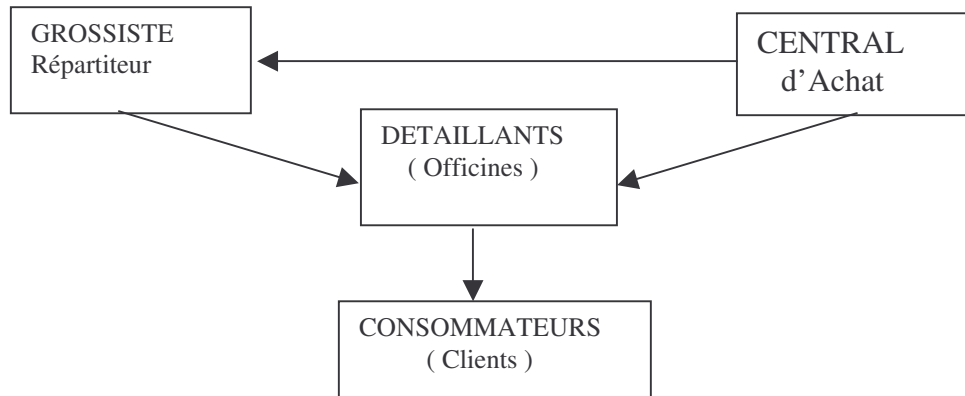 GROSSISTE
Répartiteur
CENTRAL
d'Achat
DETAILLANTS
( Officines )
CONSOMMATEURS
( Clients )